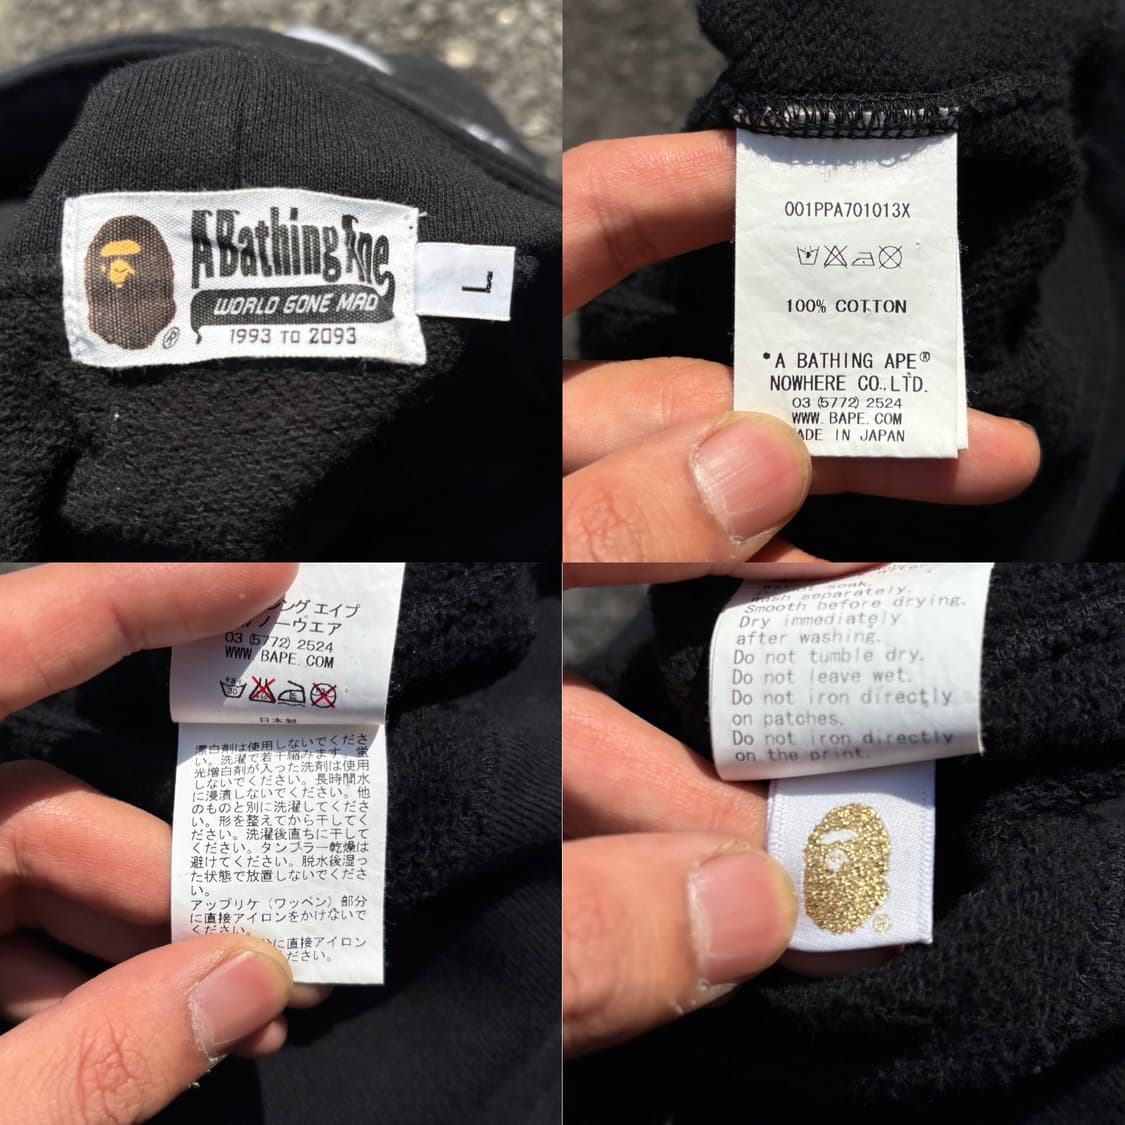 A Bathing Ape
WORLD GONE MAD
1993 TO 2093
®
L
001PPA701013X
100% COTTON
*A BATHING APE®
NOWHERE CO.,LTD.
03 (5772) 2524
WWW.BAPE.COM
ADE IN JAPAN
ング エイプ
ノーウエア
03 (5772) 2524
WWW.BAPE.COM
30
日本製
漂白剤は使用しないでくださ
い。洗濯で若干縮みます。蛍
光増白剤が入った洗剤は使用
しないでください。長時間水
に浸漬しないでください。他
のものと別に洗濯してくださ
い。形を整えてから干してく
ださい。洗濯後直ちに干して
ください。タンブラー乾燥は
避けてください。脱水後湿っ
た状態で放置しないでくださ
い。
アップリケ（ワッペン）部分
に直接アイロンをかけないで
ください。
に直接アイロン
ださい。
soak.
separately.
Smooth before drying.
Dry immediately
after washing.
Do not tumble dry.
Do not leave wet.
Do not iron directly
on patches.
Do not iron directly
on the print.
®